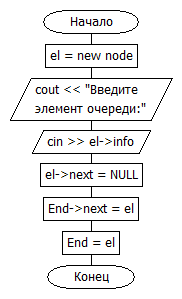 Начало
el = new node
cout << "Введите
элемент очереди:"
cin >> el->info
el->next = NULL
End->next = el
End = el
Конец